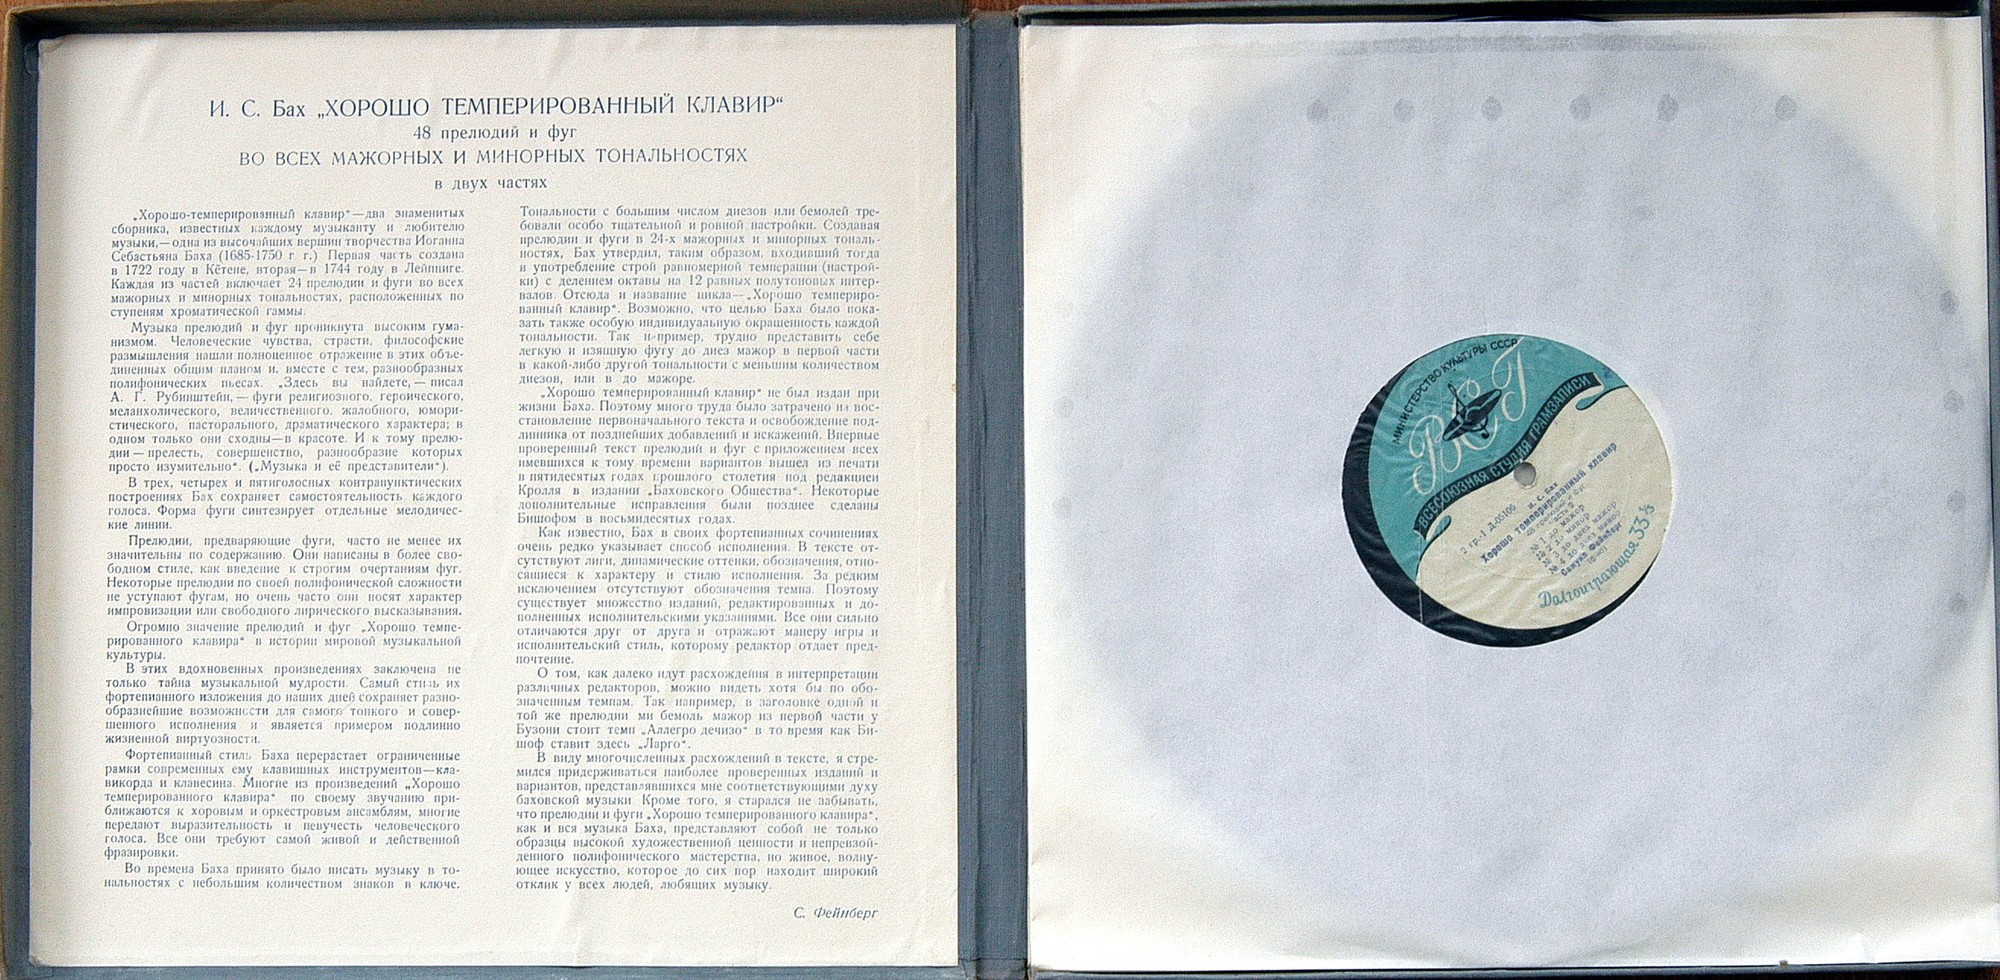 И. С. Бах „ХОРОШО ТЕМПЕРИРОВАННЫЙ КЛАВИР“
48 прелюдий и фуг
ВО ВСЕХ МАЖОРНЫХ И МИНОРНЫХ ТОНАЛЬНОСТЯХ
в двух частях
„Хорошо-темперированный клавир“—два знаменитых
сборника, известных каждому музыканту и любителю
музыки,—одна из высочайших вершин творчества Иоганна
Себастьяна Баха (1685-1750 г. г.) Первая часть создана
в 1722 году в Кётене, вторая—в 1744 году в Лейпциге.
Каждая из частей включает 24 прелюдии и фуги во всех
мажорных и минорных тональностях, расположенных по
ступеням хроматической гаммы.
Музыка прелюдий и фуг проникнута высоким гума-
низмом. Человеческие чувства, страсти, философские
размышления нашли полноценное отражение в этих объе-
диненных общим планом и, вместе с тем, разнообразных
полифонических пьесах. „Здесь вы найдете, — писал
А. Г. Рубинштейн, — фуги религиозного, героического,
меланхолического, величественного, жалобного, юмори-
стического, пасторального, драматического характера; в
одном только они сходны—в красоте. И к тому прелю-
дии — прелесть, совершенство, разнообразие которых
просто изумительно“. („Музыка и её представители“).
В трех, четырех и пятиголосных контрапунктических
построениях Бах сохраняет самостоятельность каждого
голоса. Форма фуги синтезирует отдельные мелодичес-
кие линии.
Прелюдии, предваряющие фуги, часто не менее их
значительны по содержанию. Они написаны в более сво-
бодном стиле, как введение к строгим очертаниям фуг.
Некоторые прелюдии по своей полифонической сложности
не уступают фугам, но очень часто они носят характер
импровизации или свободного лирического высказывания.
Огромно значение прелюдий и фуг „Хорошо темпе-
рированного клавира“ в истории мировой музыкальной
культуры.
В этих вдохновенных произведениях заключена не
только тайна музыкальной мудрости. Самый стиль их
фортепианного изложения до наших дней сохраняет разно-
образнейшие возможности для самого тонкого и совер-
шенного исполнения и является примером подлинно
жизненной виртуозности.
Фортепианный стиль Баха перерастает ограниченные
рамки современных ему клавишных инструментов—кла-
викорда и клавесина. Многие из произведений „Хорошо
темперированного клавира“ по своему звучанию при-
ближаются к хоровым и оркестровым ансамблям, многие
передают выразительность и певучесть человеческого
голоса. Все они требуют самой живой и действенной
фразировки.
Во времена Баха принято было писать музыку в то-
нальностях с небольшим количеством знаков в ключе.
Тональности с большим числом диезов или бемолей тре-
бовали особо тщательной и ровной настройки. Создавая
прелюдии и фуги в 24-х мажорных и минорных тональ-
ностях, Бах утвердил, таким образом, входивший тогда
в употребление строй равномерной темперации (настрой-
ки) с делением октавы на 12 равных полутоновых интер-
валов. Отсюда и название цикла—„Хорошо темпериро-
ванный клавир“. Возможно, что целью Баха было пока-
зать также особую индивидуальную окрашенность каждой
тональности. Так например, трудно представить себе
легкую и изящную фугу до диез мажор в первой части
в какой-либо другой тональности с меньшим количеством
диезов, или в до мажоре.
„Хорошо темперированный клавир“ не был издан при
жизни Баха. Поэтому много труда было затрачено на вос-
становление первоначального текста и освобождение под-
линника от позднейших добавлений и искажений. Впервые
проверенный текст прелюдий и фуг с приложением всех
имевшихся к тому времени вариантов вышел из печати
в пятидесятых годах прошлого столетия под редакцией
Кролля в издании „Баховского Общества“. Некоторые
дополнительные исправления были позднее сделаны
Бишофом в восьмидесятых годах.
Как известно, Бах в своих фортепианных сочинениях
очень редко указывает способ исполнения. В тексте от-
сутствуют лиги, динамические оттенки, обозначения, отно-
сящиеся к характеру и стилю исполнения. За редким
исключением отсутствуют обозначения темпа. Поэтому
существует множество изданий, редактированных и до-
полненных исполнительскими указаниями. Все они сильно
отличаются друг от друга и отражают манеру игры и
исполнительский стиль, которому редактор отдает пред-
почтение.
О том, как далеко идут расхождения в интерпретации
различных редакторов, можно видеть хотя бы по обо-
значенным темпам. Так например, в заголовке одной и
той же прелюдии ми бемоль мажор из первой части у
Бузони стоит темп „Аллегро дечизо“ в то время как Би-
шоф ставит здесь „Ларго“.
В виду многочисленных расхождений в тексте, я стре-
мился придерживаться наиболее проверенных изданий и
вариантов, представлявшихся мне соответствующими духу
баховской музыки Кроме того, я старался не забывать,
что прелюдии и фуги „Хорошо темперированного клавира“,
как и вся музыка Баха, представляют собой не только
образцы высокой художественной ценности и непревзой-
денного полифонического мастерства, но живое, волну-
ющее искусство, которое до сих пор находит широкий
отклик у всех людей, любящих музыку.
С. Фейнберг
МИНИСТЕРСТВО КУЛЬТУРЫ СССР
ВСГ
ВСЕСОЮЗНАЯ СТУДИЯ ГРАМЗАПИСИ
2 гр.-1 Д-05106
И. С. Бах
Хорошо темперированный клавир
48 прелюдий и фуг
Часть
№ 1 до мажор
№ 2 до минор
№ 3 до диез мажор
№ 4 до диез минор
Самуил Фейнберг
(ф-но)
Долгоиграющая 33⅓